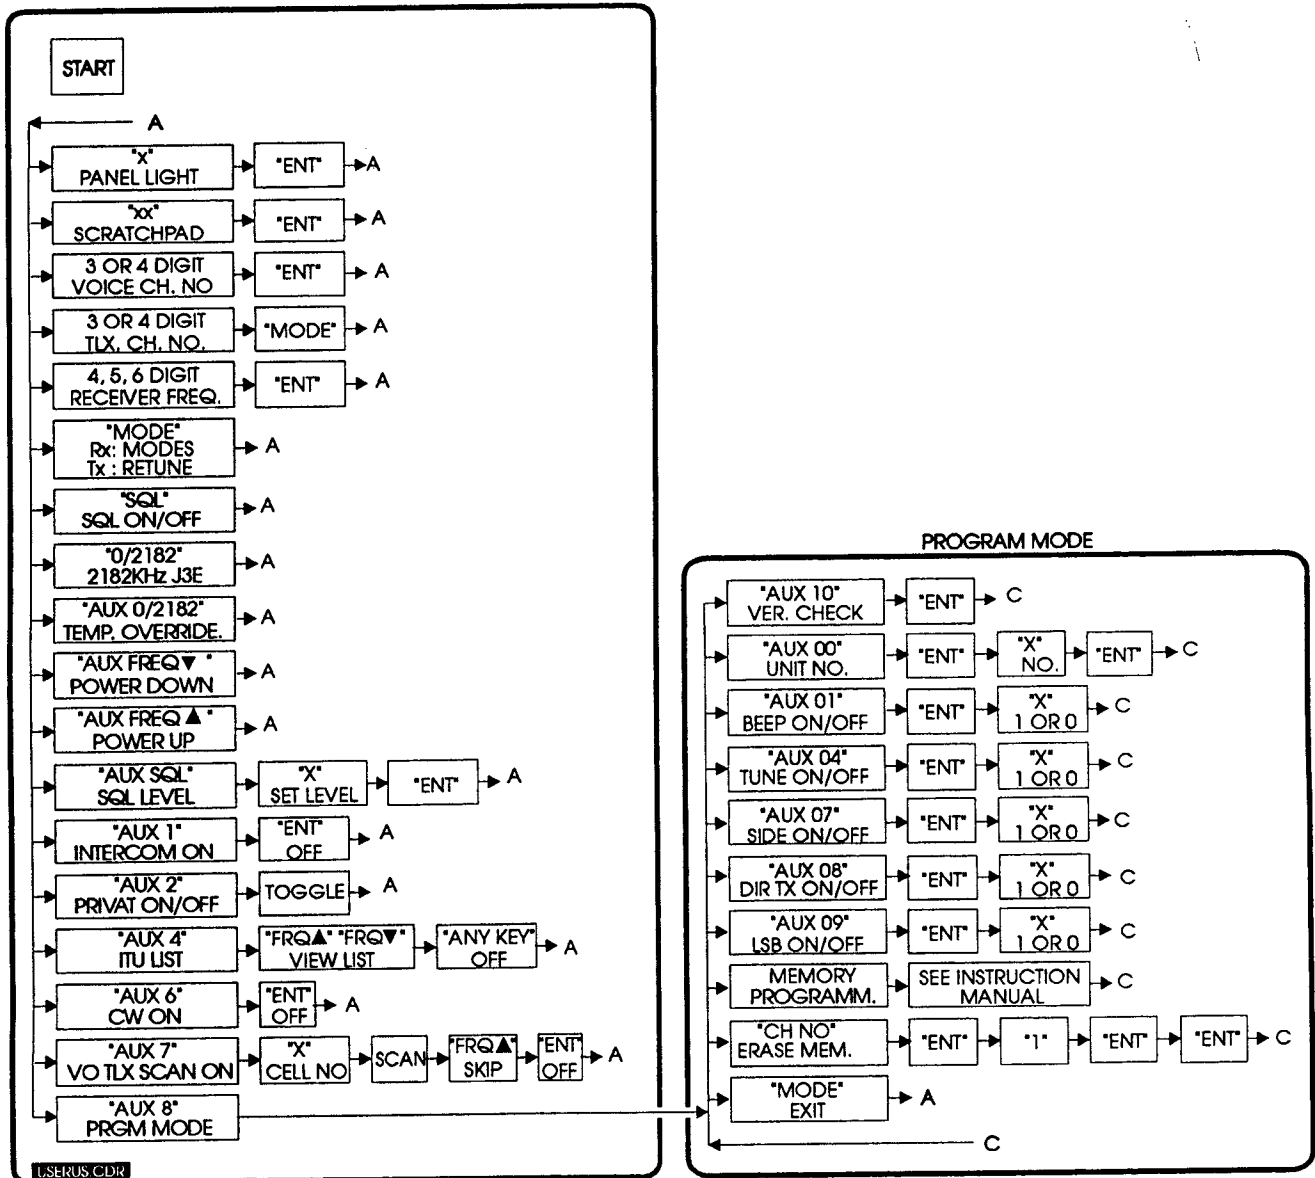 START
A
"X"
PANEL LIGHT
"ENT"
A
"XX"
SCRATCHPAD
"ENT"
A
3 OR 4 DIGIT
VOICE CH. NO
"ENT"
A
3 OR 4 DIGIT
TLX. CH. NO.
"MODE"
A
4, 5, 6 DIGIT
RECEIVER FREQ.
"ENT"
A
"MODE"
Rx: MODES
Tx : RETUNE
A
"SQL"
SQL ON/OFF
A
"0/2182"
2182KHz J3E
A
"AUX 0/2182"
TEMP. OVERRIDE.
A
"AUX FREQ▼ "
POWER DOWN
A
"AUX FREQ ▲ "
POWER UP
A
"AUX SQL"
SQL LEVEL
"X"
SET LEVEL
"ENT"
A
"AUX 1"
INTERCOM ON
"ENT"
OFF
A
"AUX 2"
PRIVAT ON/OFF
TOGGLE
A
"AUX 4"
ITU LIST
"FRQ▲" "FRQ▼"
VIEW LIST
"ANY KEY"
OFF
A
"AUX 6"
CW ON
"ENT"
OFF
A
"AUX 7"
VO TLX SCAN ON
"X"
CELL NO
SCAN
"FRQ▲"
SKIP
"ENT"
OFF
A
"AUX 8"
PRGM MODE
USERUS.CDR
PROGRAM MODE
"AUX 10"
VER. CHECK
"ENT"
C
"AUX 00"
UNIT NO.
"ENT"
"X"
NO.
"ENT"
C
"AUX 01"
BEEP ON/OFF
"ENT"
"X"
1 OR 0
C
"AUX 04"
TUNE ON/OFF
"ENT"
"X"
1 OR 0
C
"AUX 07"
SIDE ON/OFF
"ENT"
"X"
1 OR 0
C
"AUX 08"
DIR TX ON/OFF
"ENT"
"X"
1 OR 0
C
"AUX 09"
LSB ON/OFF
"ENT"
"X"
1 OR 0
C
MEMORY
PROGRAMM.
SEE INSTRUCTION
MANUAL
C
"CH NO"
ERASE MEM.
"ENT"
"1"
"ENT"
"ENT"
C
"MODE"
EXIT
A
C